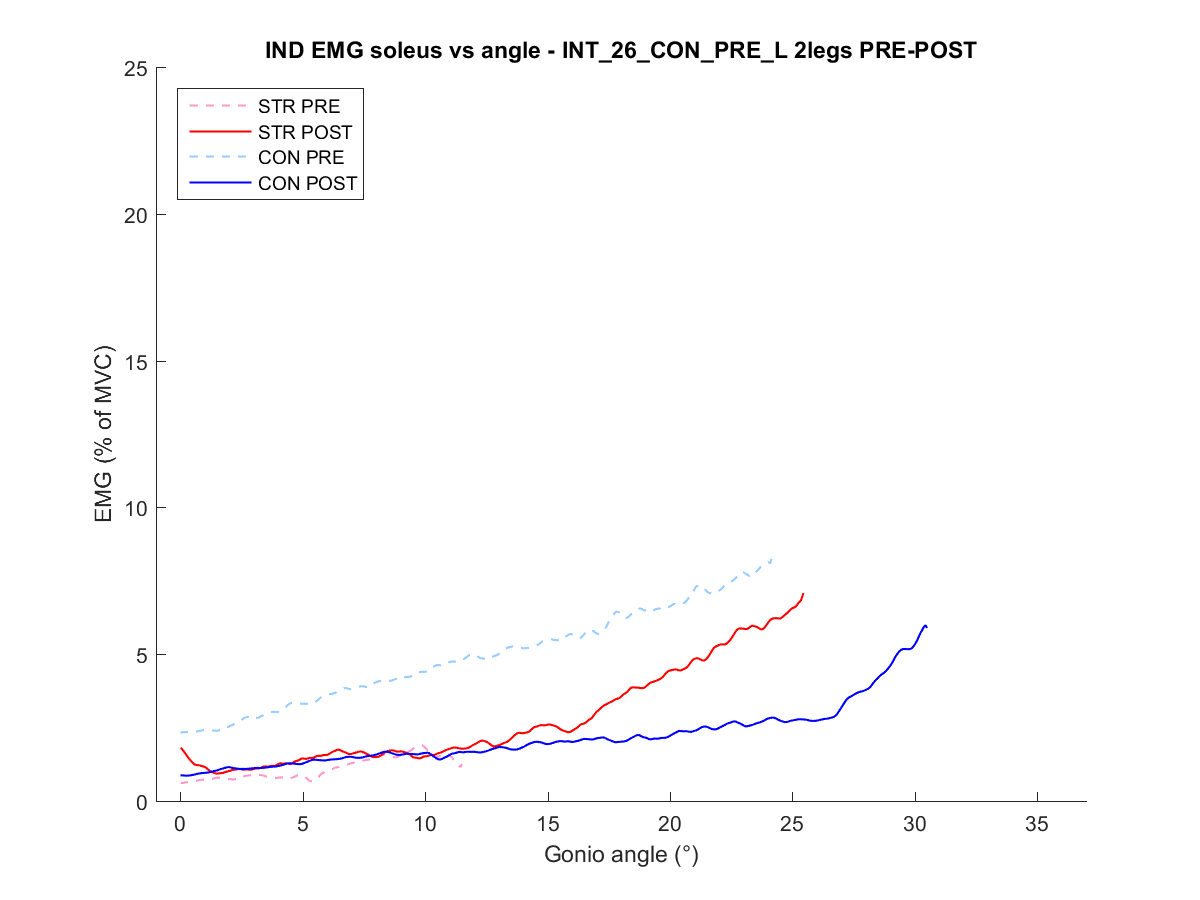 IND EMG soleus vs angle - INT_26_CON_PRE_L 2legs PRE-POST
25
20
15
10
5
0
STR PRE
STR POST
CON PRE
CON POST
EMG (% of MVC)
0 5 10 15 20 25 30 35
Gonio angle (°)